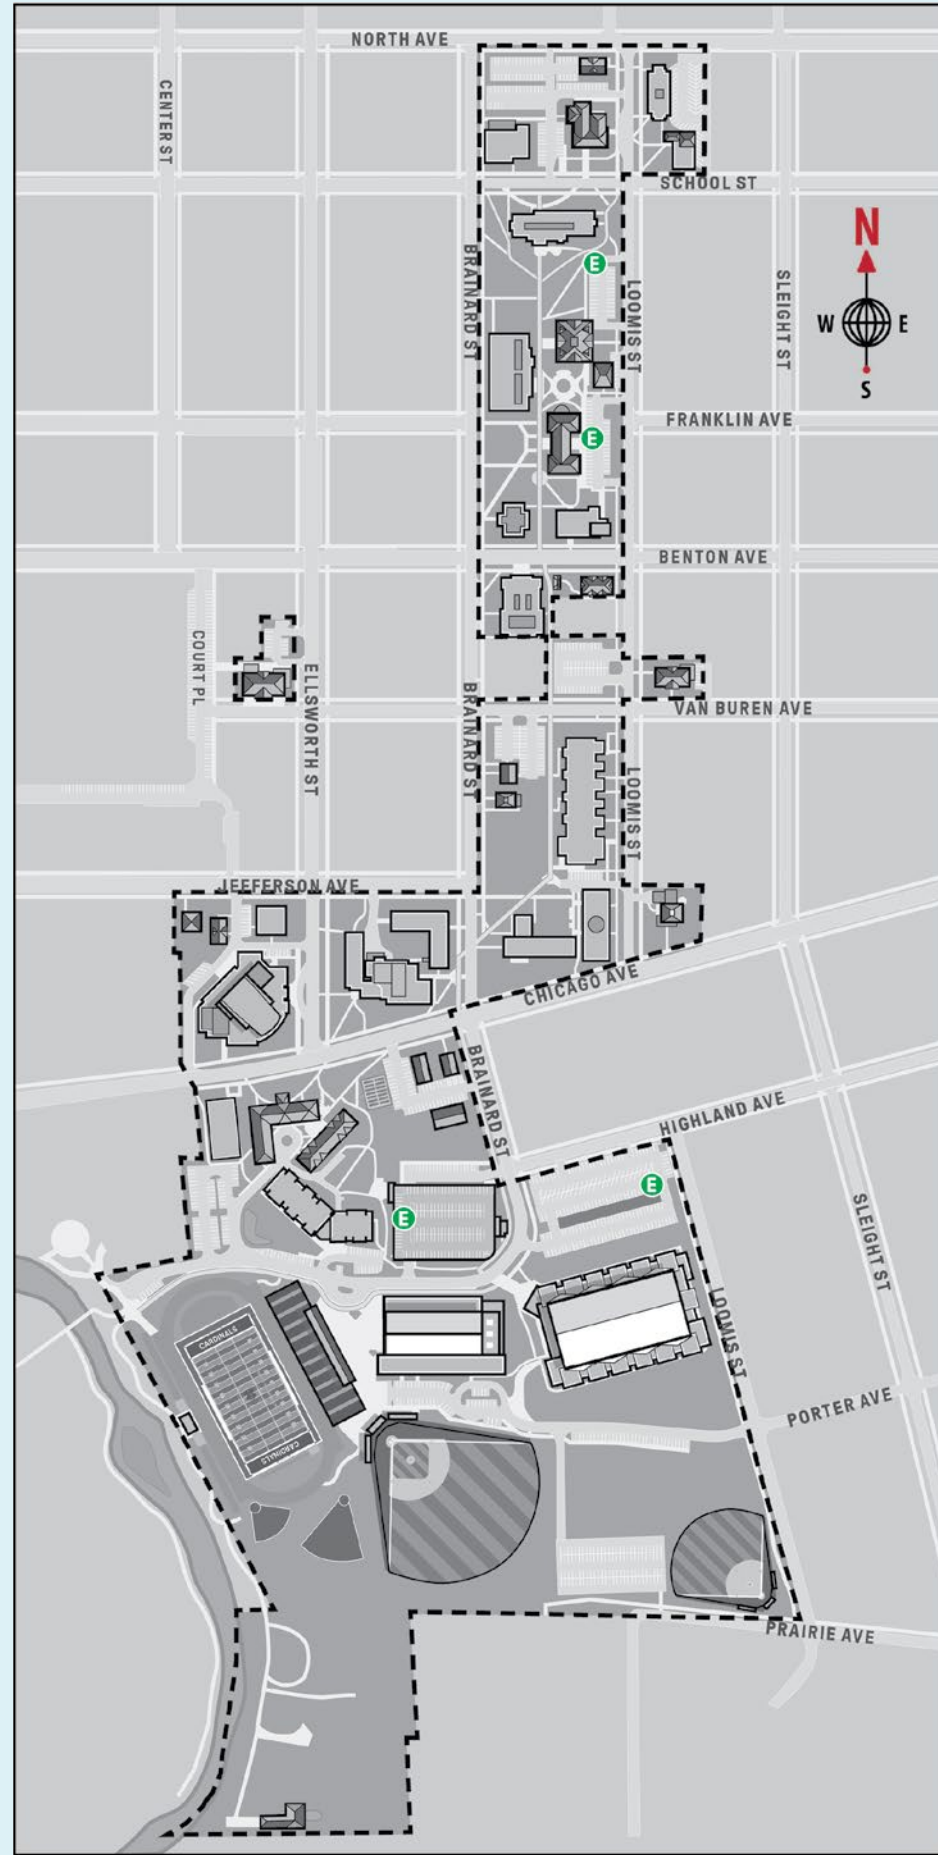 NORTH AVE
CENTER ST
SCHOOL ST
N
W
E
S
BRAINARD ST
E
LOOMIS ST
SLEIGHT ST
FRANKLIN AVE
E
BENTON AVE
COURT PL
ELLSWORTH ST
BRAINARD ST
VAN BUREN AVE
LOOMIS ST
JEFFERSON AVE
CHICAGO AVE
BRAINARD ST
HIGHLAND AVE
E
E
SLEIGHT ST
LOOMIS ST
CARDINALS
PORTER AVE
CARDINALS
PRAIRIE AVE